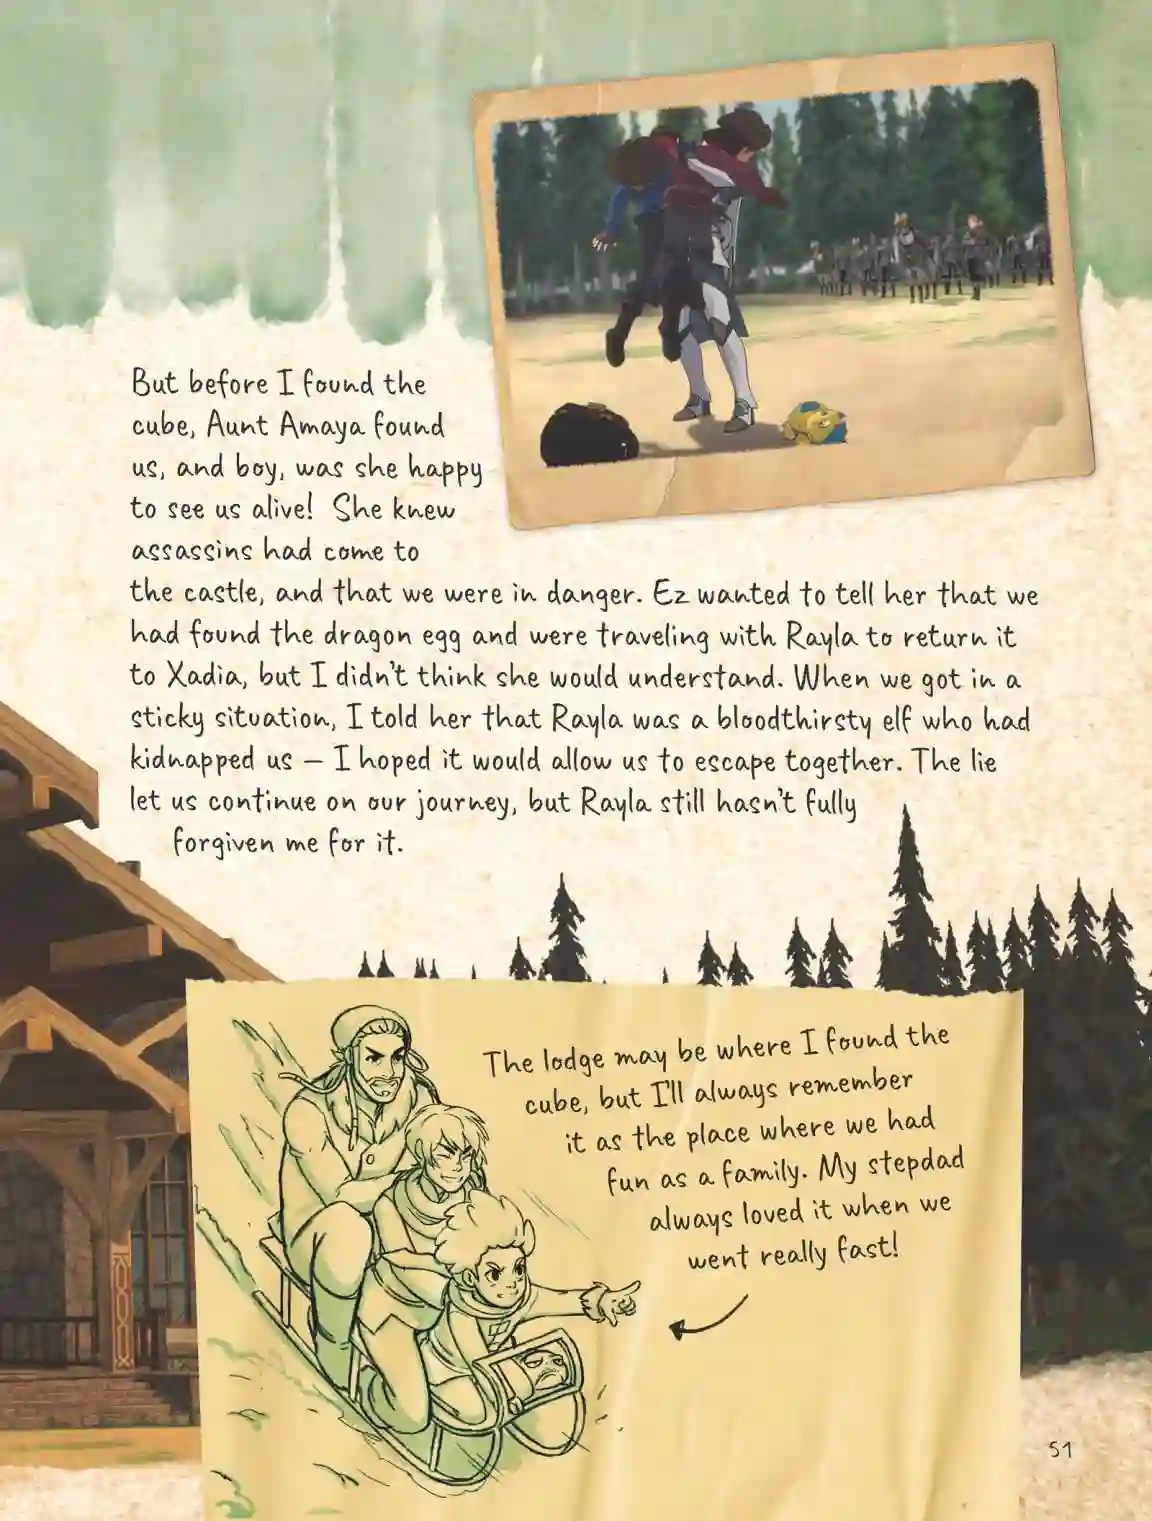 But before I found the
cube, Aunt Amaya found
us, and boy, was she happy
to see us alive! She knew
assassins had come to
the castle, and that we were in danger. Ez wanted to tell her that we
had found the dragon egg and were traveling with Rayla to return it
to Xadia, but I didn't think she would understand. When we got in a
sticky situation, I told her that Rayla was a bloodthirsty elf who had
kidnapped us – I hoped it would allow us to escape together. The lie
let us continue on our journey, but Rayla still hasn't fully
forgiven me for it.
The lodge may be where I found the
cube, but I'll always remember
it as the place where we had
fun as a family. My stepdad
always loved it when we
went really fast!
51